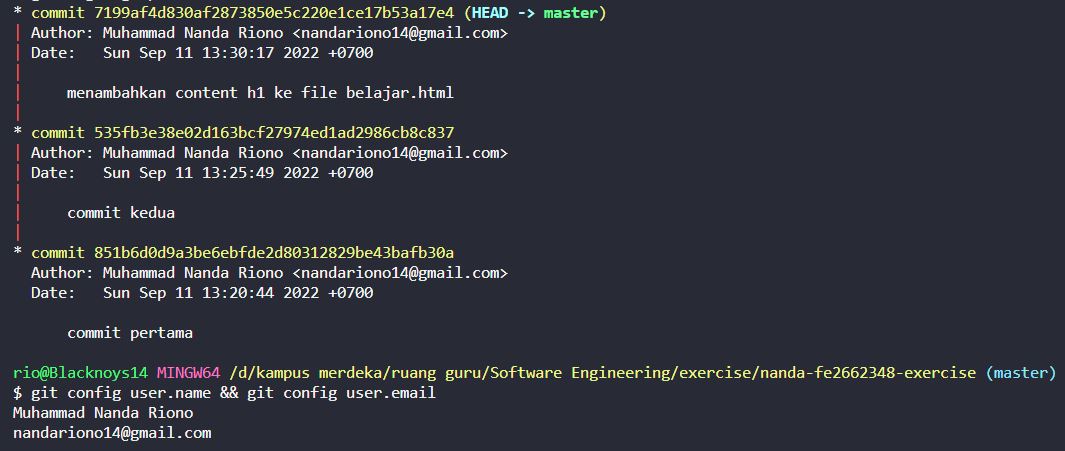 * commit 7199af4d830af2873850e5c220e1ce17b53a17e4 (HEAD -> master)
| Author: Muhammad Nanda Riono <nandariono14@gmail.com>
| Date:   Sun Sep 11 13:30:17 2022 +0700
|
|     menambahkan content h1 ke file belajar.html
|
* commit 535fb3e38e02d163bcf27974ed1ad2986cb8c837
| Author: Muhammad Nanda Riono <nandariono14@gmail.com>
| Date:   Sun Sep 11 13:25:49 2022 +0700
|
|     commit kedua
|
* commit 851b6d0d9a3be6ebfde2d80312829be43bafb30a
  Author: Muhammad Nanda Riono <nandariono14@gmail.com>
  Date:   Sun Sep 11 13:20:44 2022 +0700
      commit pertama
rio@Blacknoys14 MINGW64 /d/kampus merdeka/ruang guru/Software Engineering/exercise/nanda-fe2662348-exercise (master)
$ git config user.name && git config user.email
Muhammad Nanda Riono
nandariono14@gmail.com